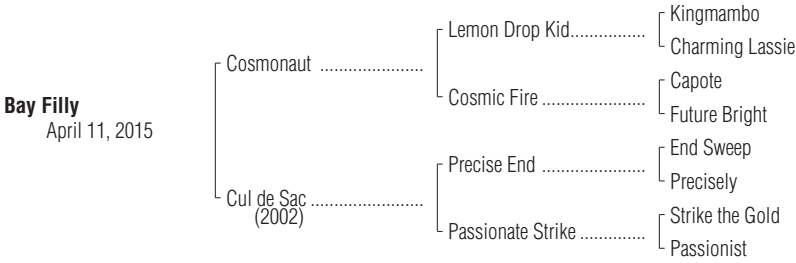 Kingmambo
Lemon Drop Kid................
Charming Lassie
Cosmonaut ......................
Capote
Cosmic Fire ......................
Future Bright
Bay Filly
April 11, 2015
End Sweep
Precise End ......................
Precisely
Cul de Sac ........................
(2002)
Strike the Gold
Passionate Strike ..............
Passionist